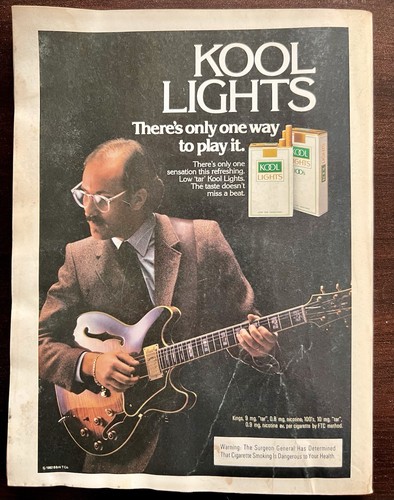 KOOL
LIGHTS
There's only one way
to play it.
There's only one
sensation this refreshing.
Low 'tar' Kool Lights.
The taste doesn't
miss a beat.
KOOL
LIGHTS
KOOL
Kings, 9 mg. "tar", 0.8 mg. nicotine; 100's, 10 mg. "tar",
0.9 mg. nicotine av. per cigarette by FTC method.
Warning: The Surgeon General Has Determined
That Cigarette Smoking Is Dangerous to Your Health.